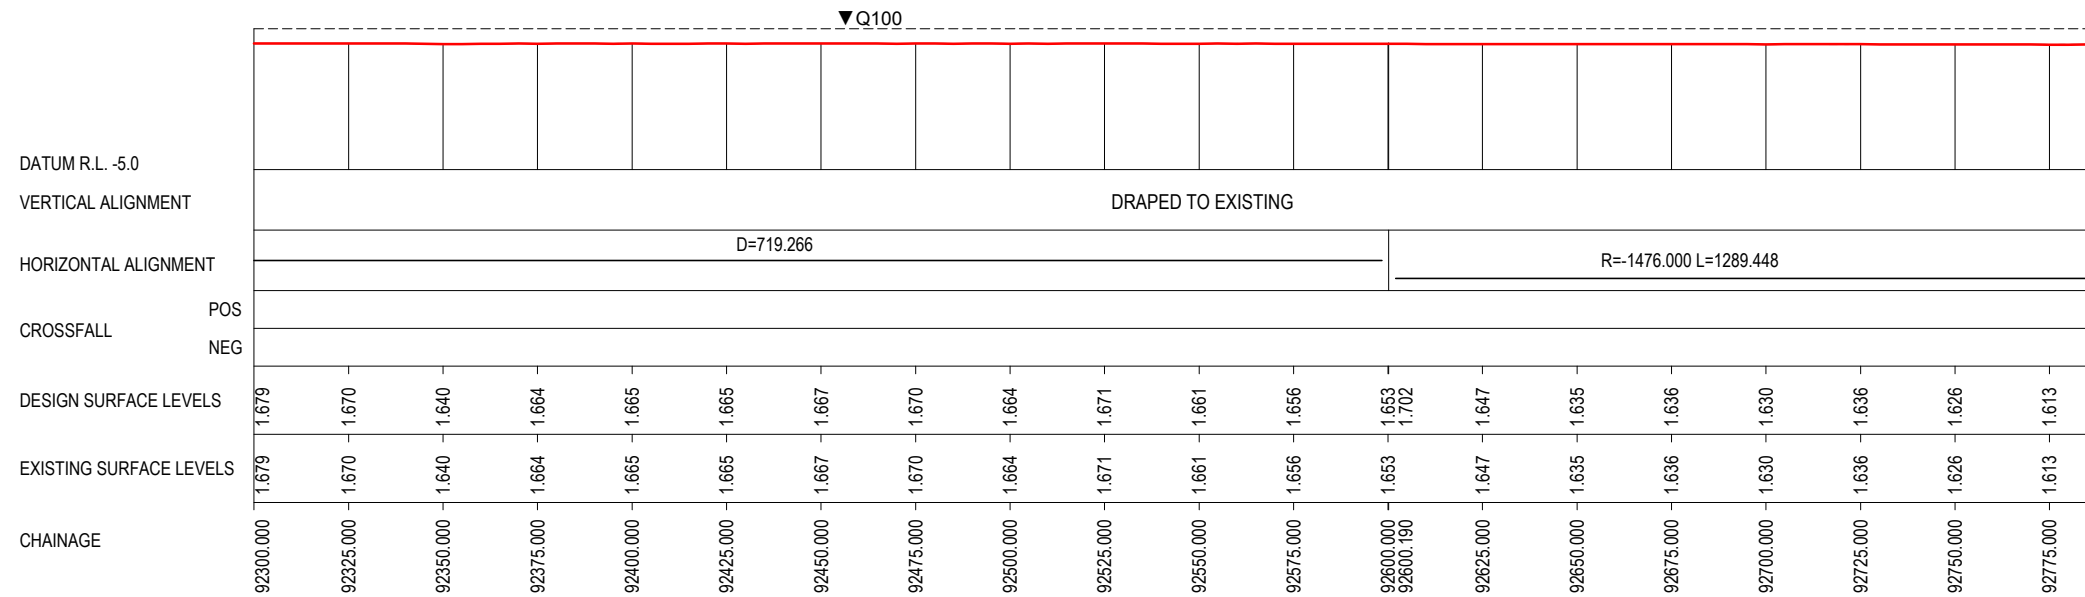 ▼Q100
DATUM R.L. -5.0
VERTICAL ALIGNMENT DRAPED TO EXISTING
HORIZONTAL ALIGNMENT D=719.266 R=-1476.000 L=1289.448
CROSSFALL POS
NEG
DESIGN SURFACE LEVELS 1.679 1.670 1.640 1.664 1.665 1.665 1.667 1.670 1.664 1.671 1.661 1.656 1.653 1.702 1.647 1.635 1.636 1.630 1.636 1.626 1.613
EXISTING SURFACE LEVELS 1.679 1.670 1.640 1.664 1.665 1.665 1.667 1.670 1.664 1.671 1.661 1.656 1.653 1.647 1.635 1.636 1.630 1.636 1.626 1.613
CHAINAGE 92300.000 92325.000 92350.000 92375.000 92400.000 92425.000 92450.000 92475.000 92500.000 92525.000 92550.000 92575.000 92600.000 92600.190 92625.000 92650.000 92675.000 92700.000 92725.000 92750.000 92775.000